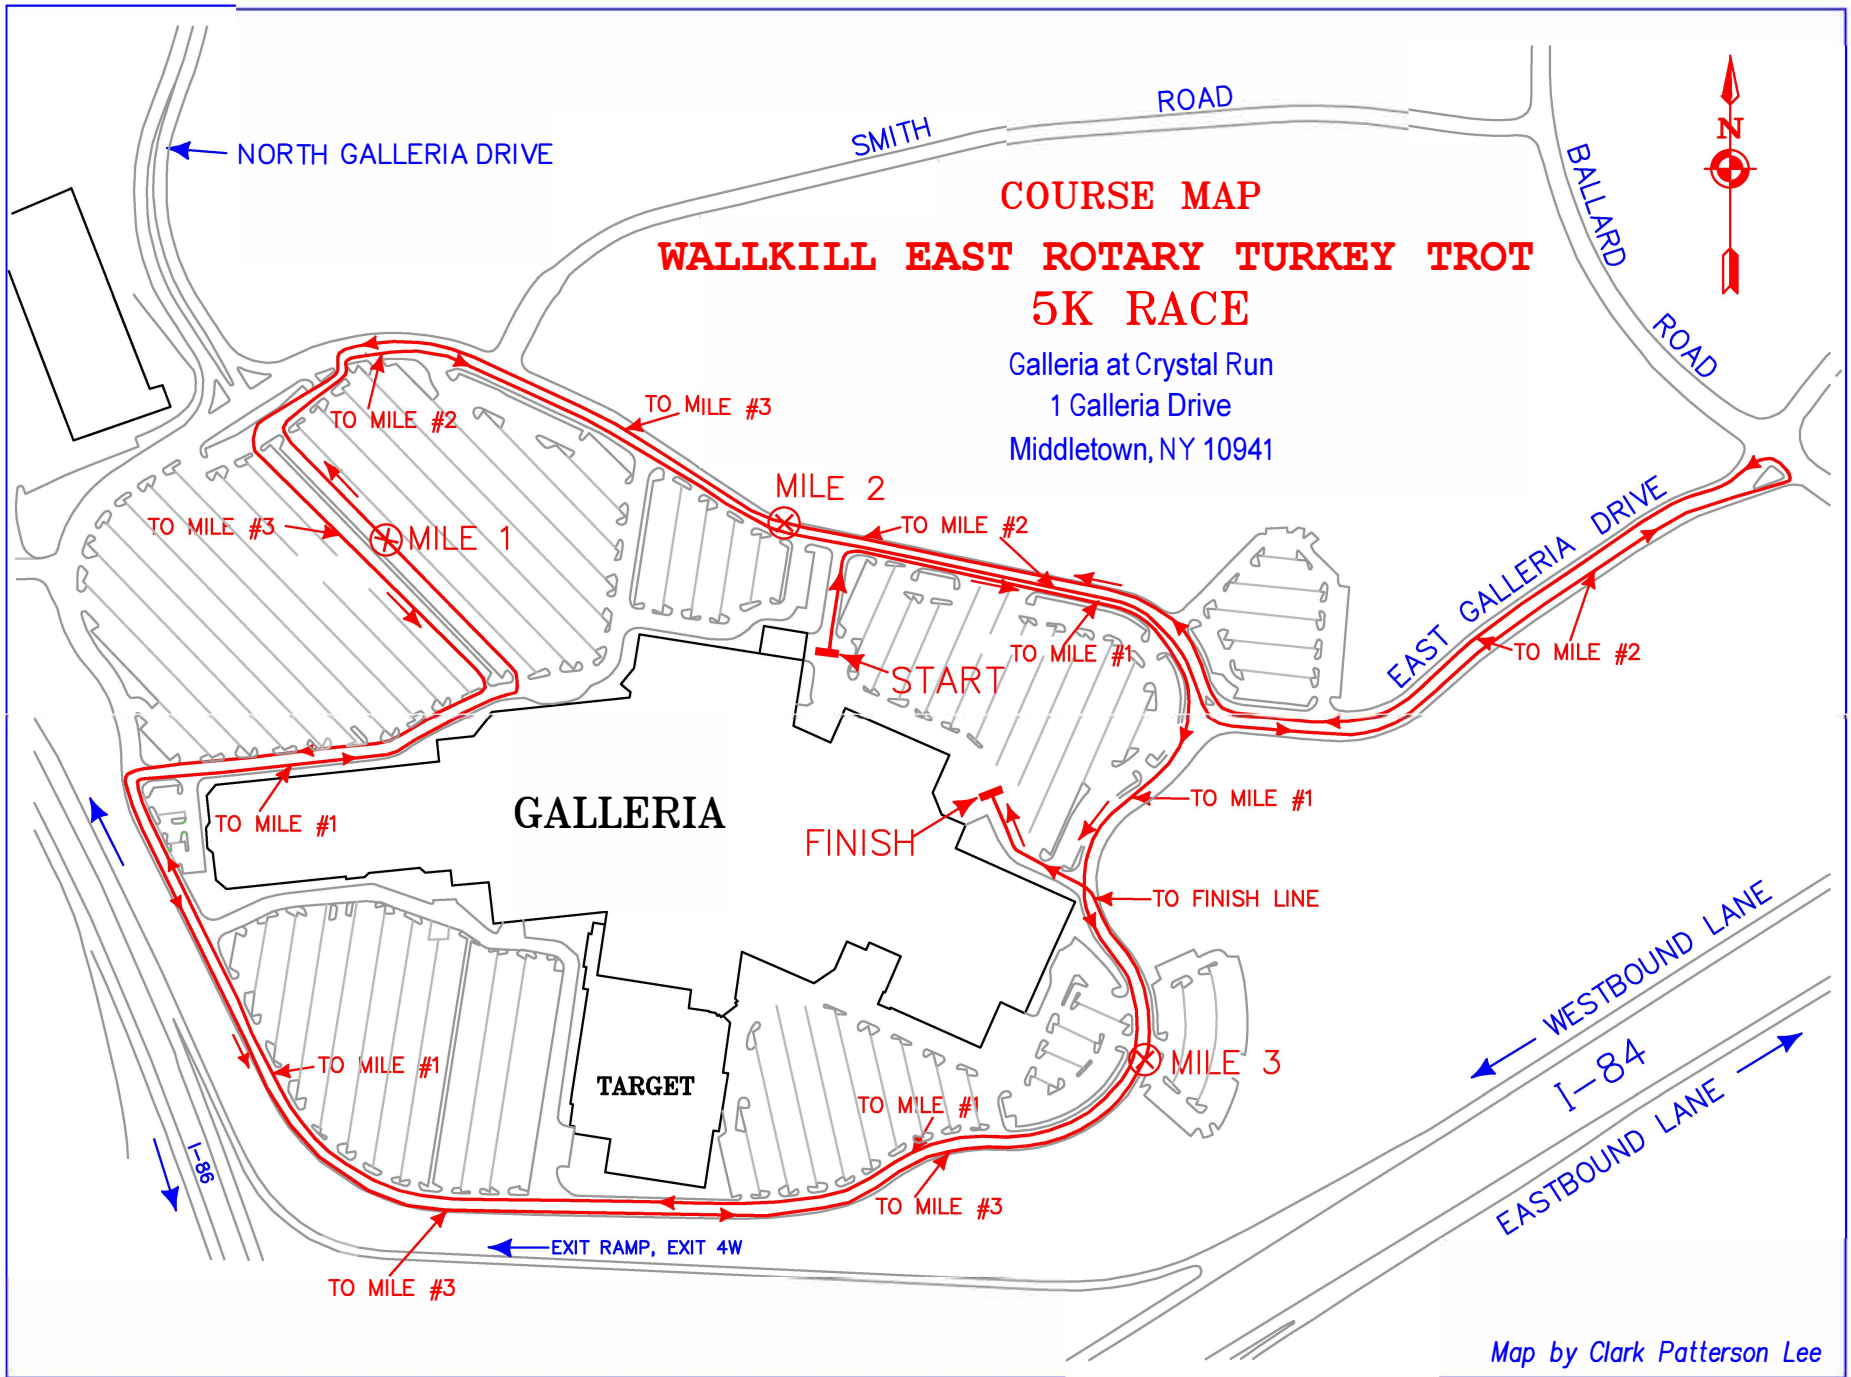 NORTH GALLERIA DRIVE
SMITH
ROAD
BALLARD
ROAD
N
COURSE MAP
WALLKILL EAST ROTARY TURKEY TROT
5K RACE
Galleria at Crystal Run
1 Galleria Drive
Middletown, NY 10941
TO MILE #2
TO MILE #3
MILE 2
TO MILE #3
MILE 1
TO MILE #2
EAST GALLERIA DRIVE
TO MILE #1
TO MILE #2
START
TO MILE #1
TO MILE #1
GALLERIA
FINISH
TO FINISH LINE
WESTBOUND LANE
I-84
EASTBOUND LANE
TO MILE #1
MILE 3
TARGET
TO MILE #1
I-86
TO MILE #3
EXIT RAMP, EXIT 4W
TO MILE #3
Map by Clark Patterson Lee